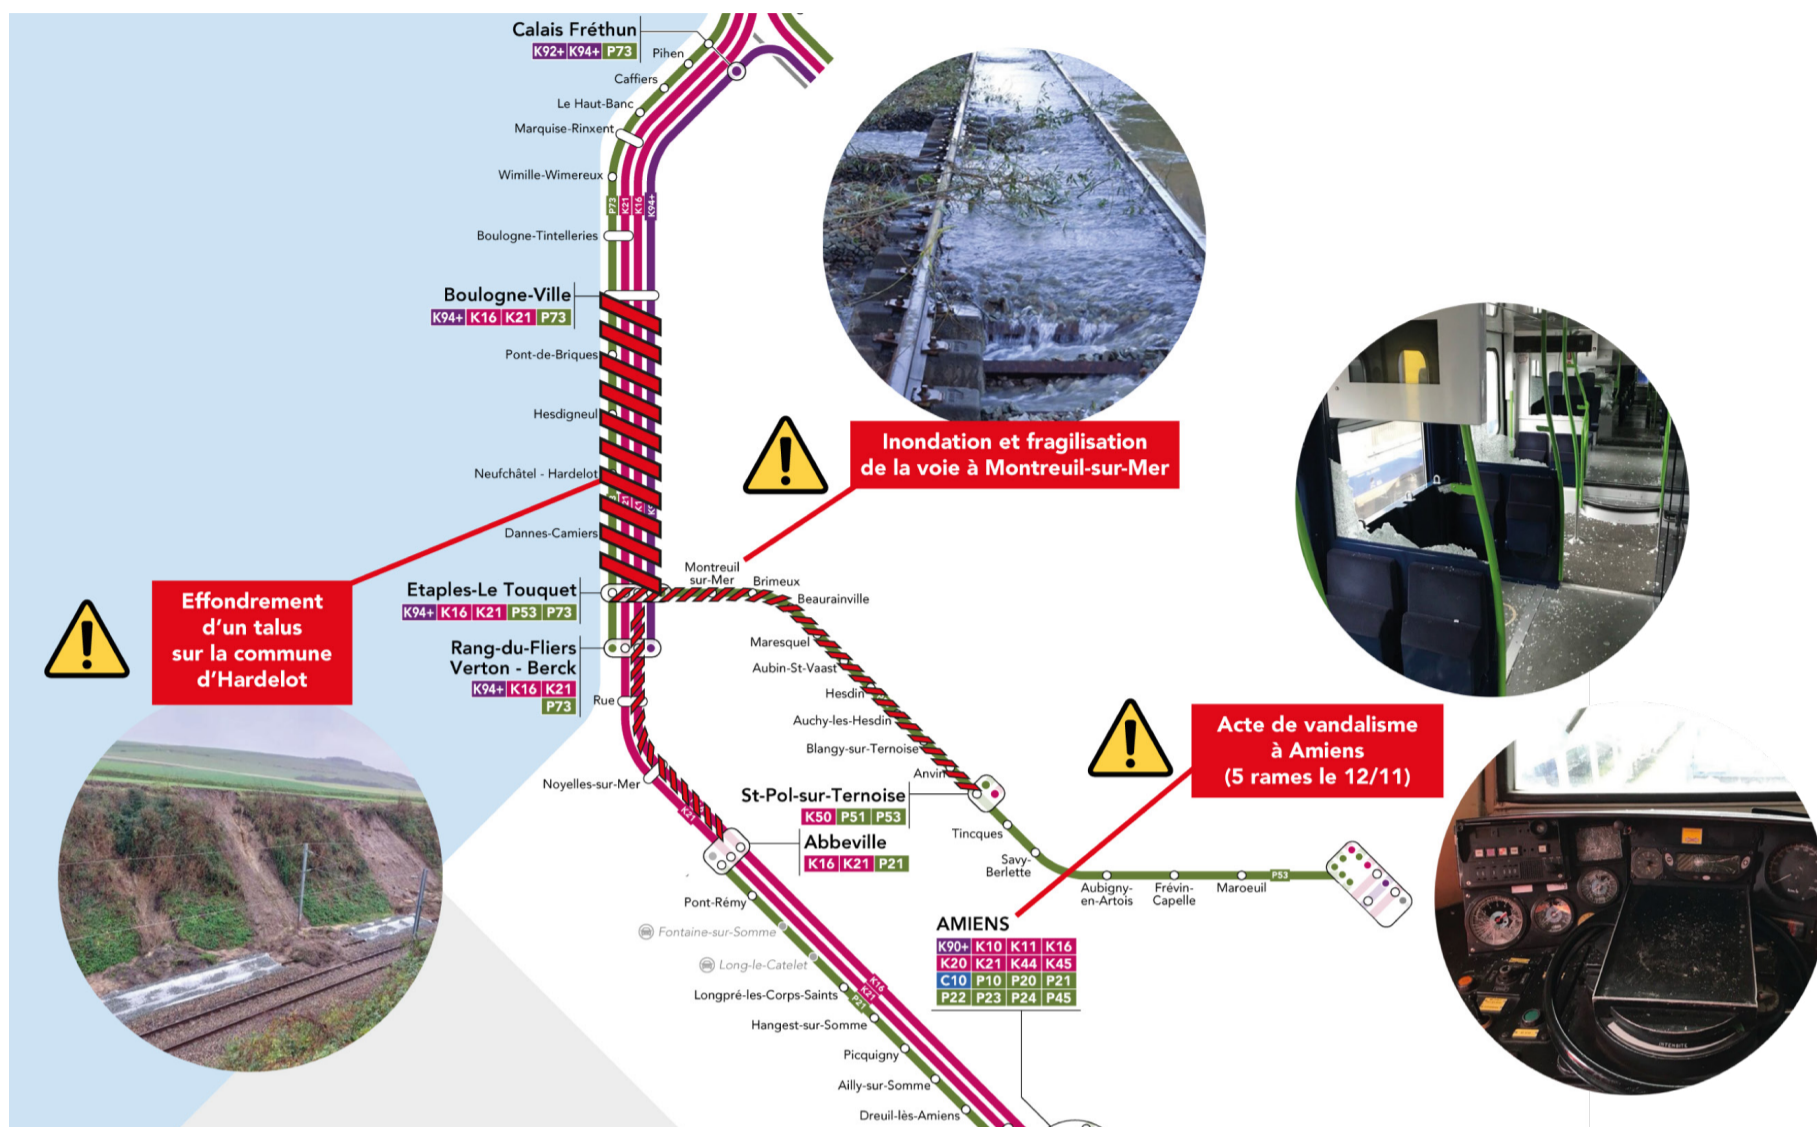 Calais Fréthun
K92+ K94+ P73
Pihen
Caffiers
Le Haut-Banc
Marquise-Rinxent
Wimille-Wimereux
P73 K21 K16 K94+
Boulogne-Tintelleries
Boulogne-Ville
K94+ K16 K21 P73
Pont-de-Briques
Hesdigneul
Neufchâtel - Hardelot
Dannes-Camiers
Etaples-Le Touquet
K94+ K16 K21 P53 P73
Rang-du-Fliers
Verton - Berck
K94+ K16 K21
P73
Rue
Noyelles-sur-Mer
K21
Inondation et fragilisation
de la voie à Montreuil-sur-Mer
Effondrement
d'un talus
sur la commune
d'Hardelot
Montreuil
sur-Mer
Brimeux
Beaurainville
Maresquel
Aubin-St-Vaast
Hesdin
Auchy-les-Hesdin
Blangy-sur-Ternoise
Anvin
St-Pol-sur-Ternoise
K50 P51 P53
Tincques
Savy-
Berlette
Aubigny-
en-Artois
Frévin-
Capelle
Maroeuil
P53
Abbeville
K16 K21 P21
Pont-Rémy
Fontaine-sur-Somme
Long-le-Catelet
K16
K21
P21
Longpré-les-Corps-Saints
Hangest-sur-Somme
Picquigny
Ailly-sur-Somme
Dreuil-lès-Amiens
Acte de vandalisme
à Amiens
(5 rames le 12/11)
AMIENS
K90+ K10 K11 K16
K20 K21 K44 K45
C10 P10 P20 P21
P22 P23 P24 P45